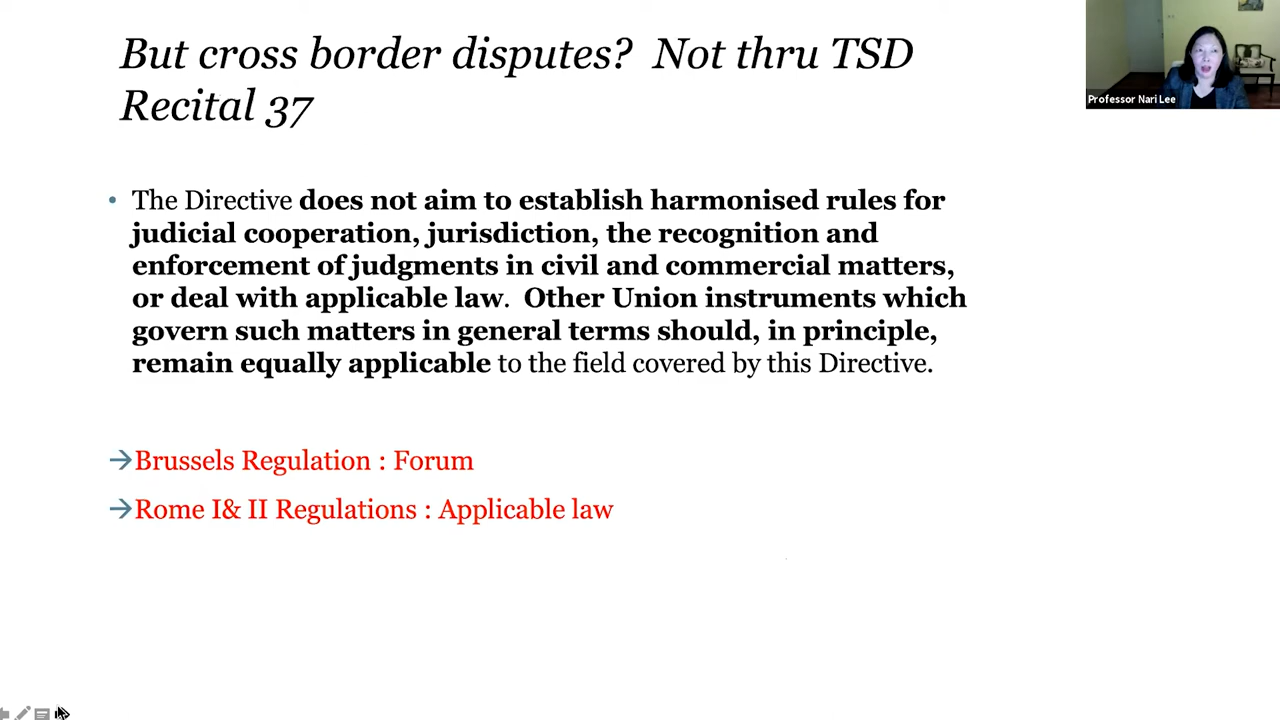 But cross border disputes? Not thru TSD
Recital 37
Professor Nari Lee
• The Directive does not aim to establish harmonised rules for
judicial cooperation, jurisdiction, the recognition and
enforcement of judgments in civil and commercial matters,
or deal with applicable law. Other Union instruments which
govern such matters in general terms should, in principle,
remain equally applicable to the field covered by this Directive.
→Brussels Regulation : Forum
→Rome I& II Regulations : Applicable law